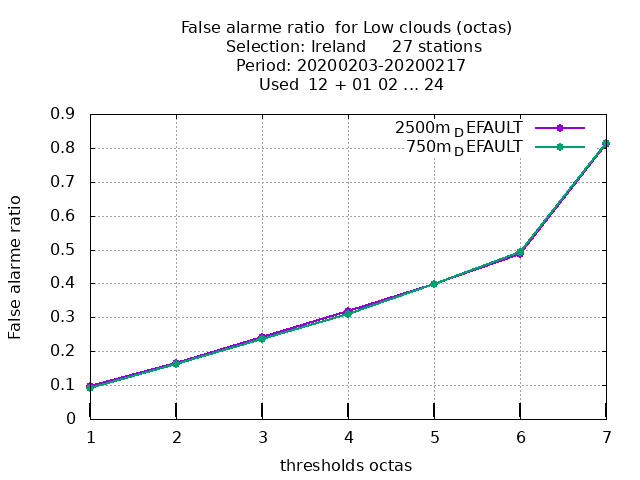 False alarme ratio  for Low clouds (octas)
Selection: Ireland     27 stations
Period: 20200203-20200217
Used  12 + 01 02 ... 24
2500m_DEFAULT
750m_DEFAULT
False alarme ratio
0.9
0.8
0.7
0.6
0.5
0.4
0.3
0.2
0.1
0
1 2 3 4 5 6 7
thresholds octas